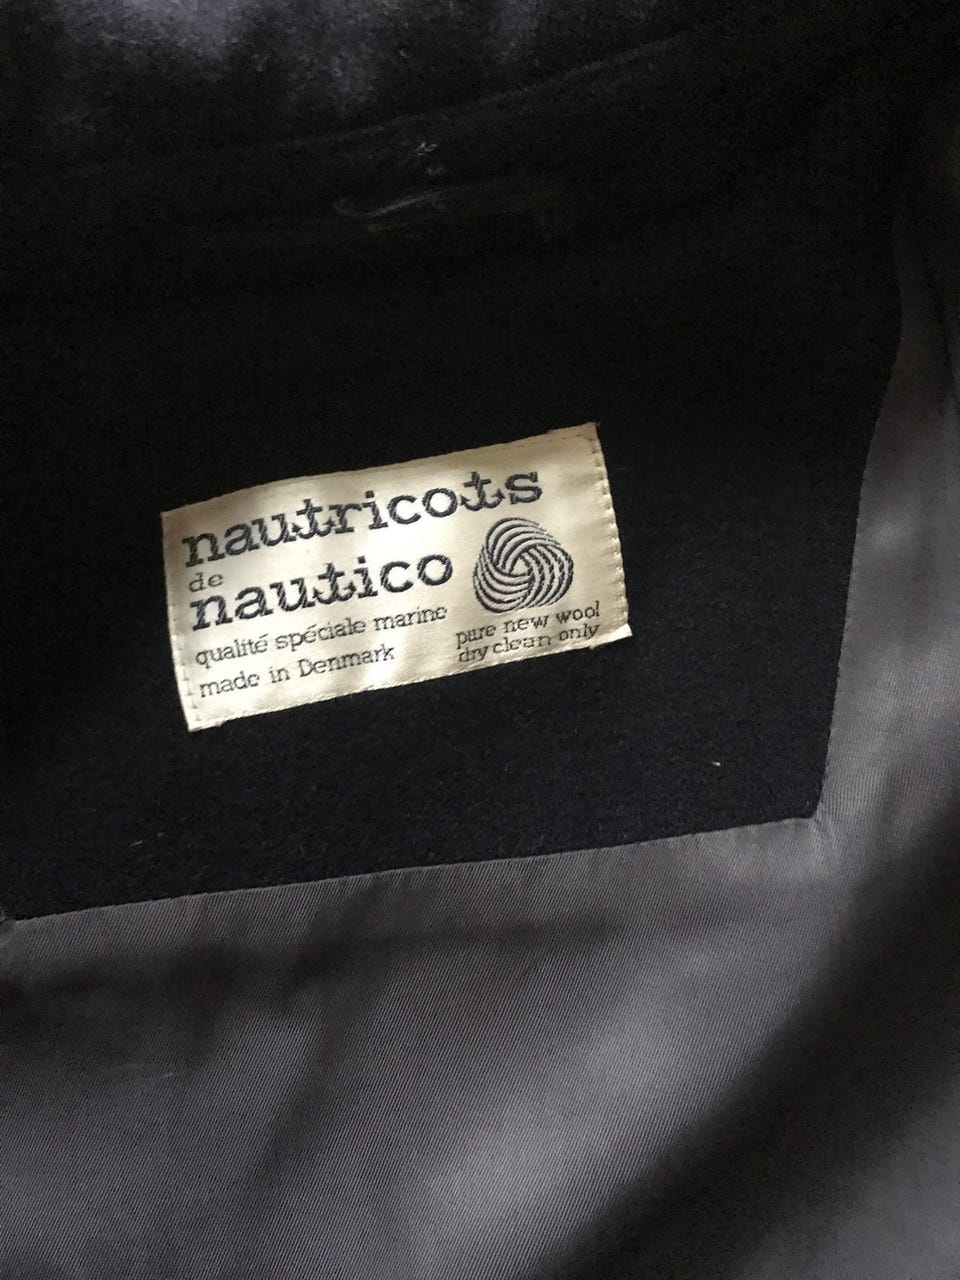 nautricots
de
nautico
qualité spéciale marine
made in Denmark
pure new wool
dry clean only